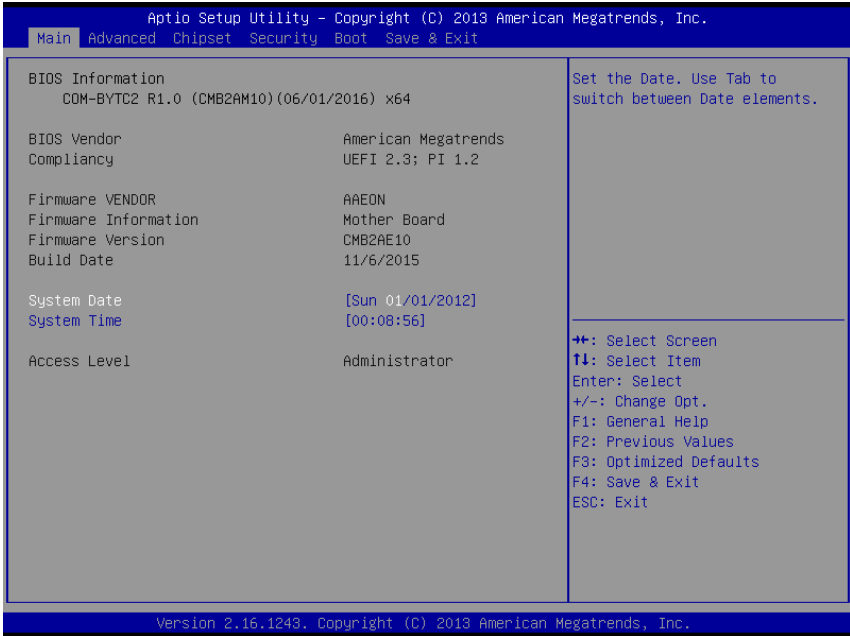 Aptio Setup Utility – Copyright (C) 2013 American Megatrends, Inc.
Main Advanced Chipset Security Boot Save & Exit
BIOS Information
COM-BYTC2 R1.0 (CMB2AM10)(06/01/2016) x64
BIOS Vendor American Megatrends
Compliancy UEFI 2.3; PI 1.2
Firmware VENDOR AAEON
Firmware Information Mother Board
Firmware Version CMB2AE10
Build Date 11/6/2015
System Date [Sun 01/01/2012]
System Time [00:08:56]
Access Level Administrator
Set the Date. Use Tab to
switch between Date elements.
→←: Select Screen
↑↓: Select Item
Enter: Select
+/-: Change Opt.
F1: General Help
F2: Previous Values
F3: Optimized Defaults
F4: Save & Exit
ESC: Exit
Version 2.16.1243. Copyright (C) 2013 American Megatrends, Inc.